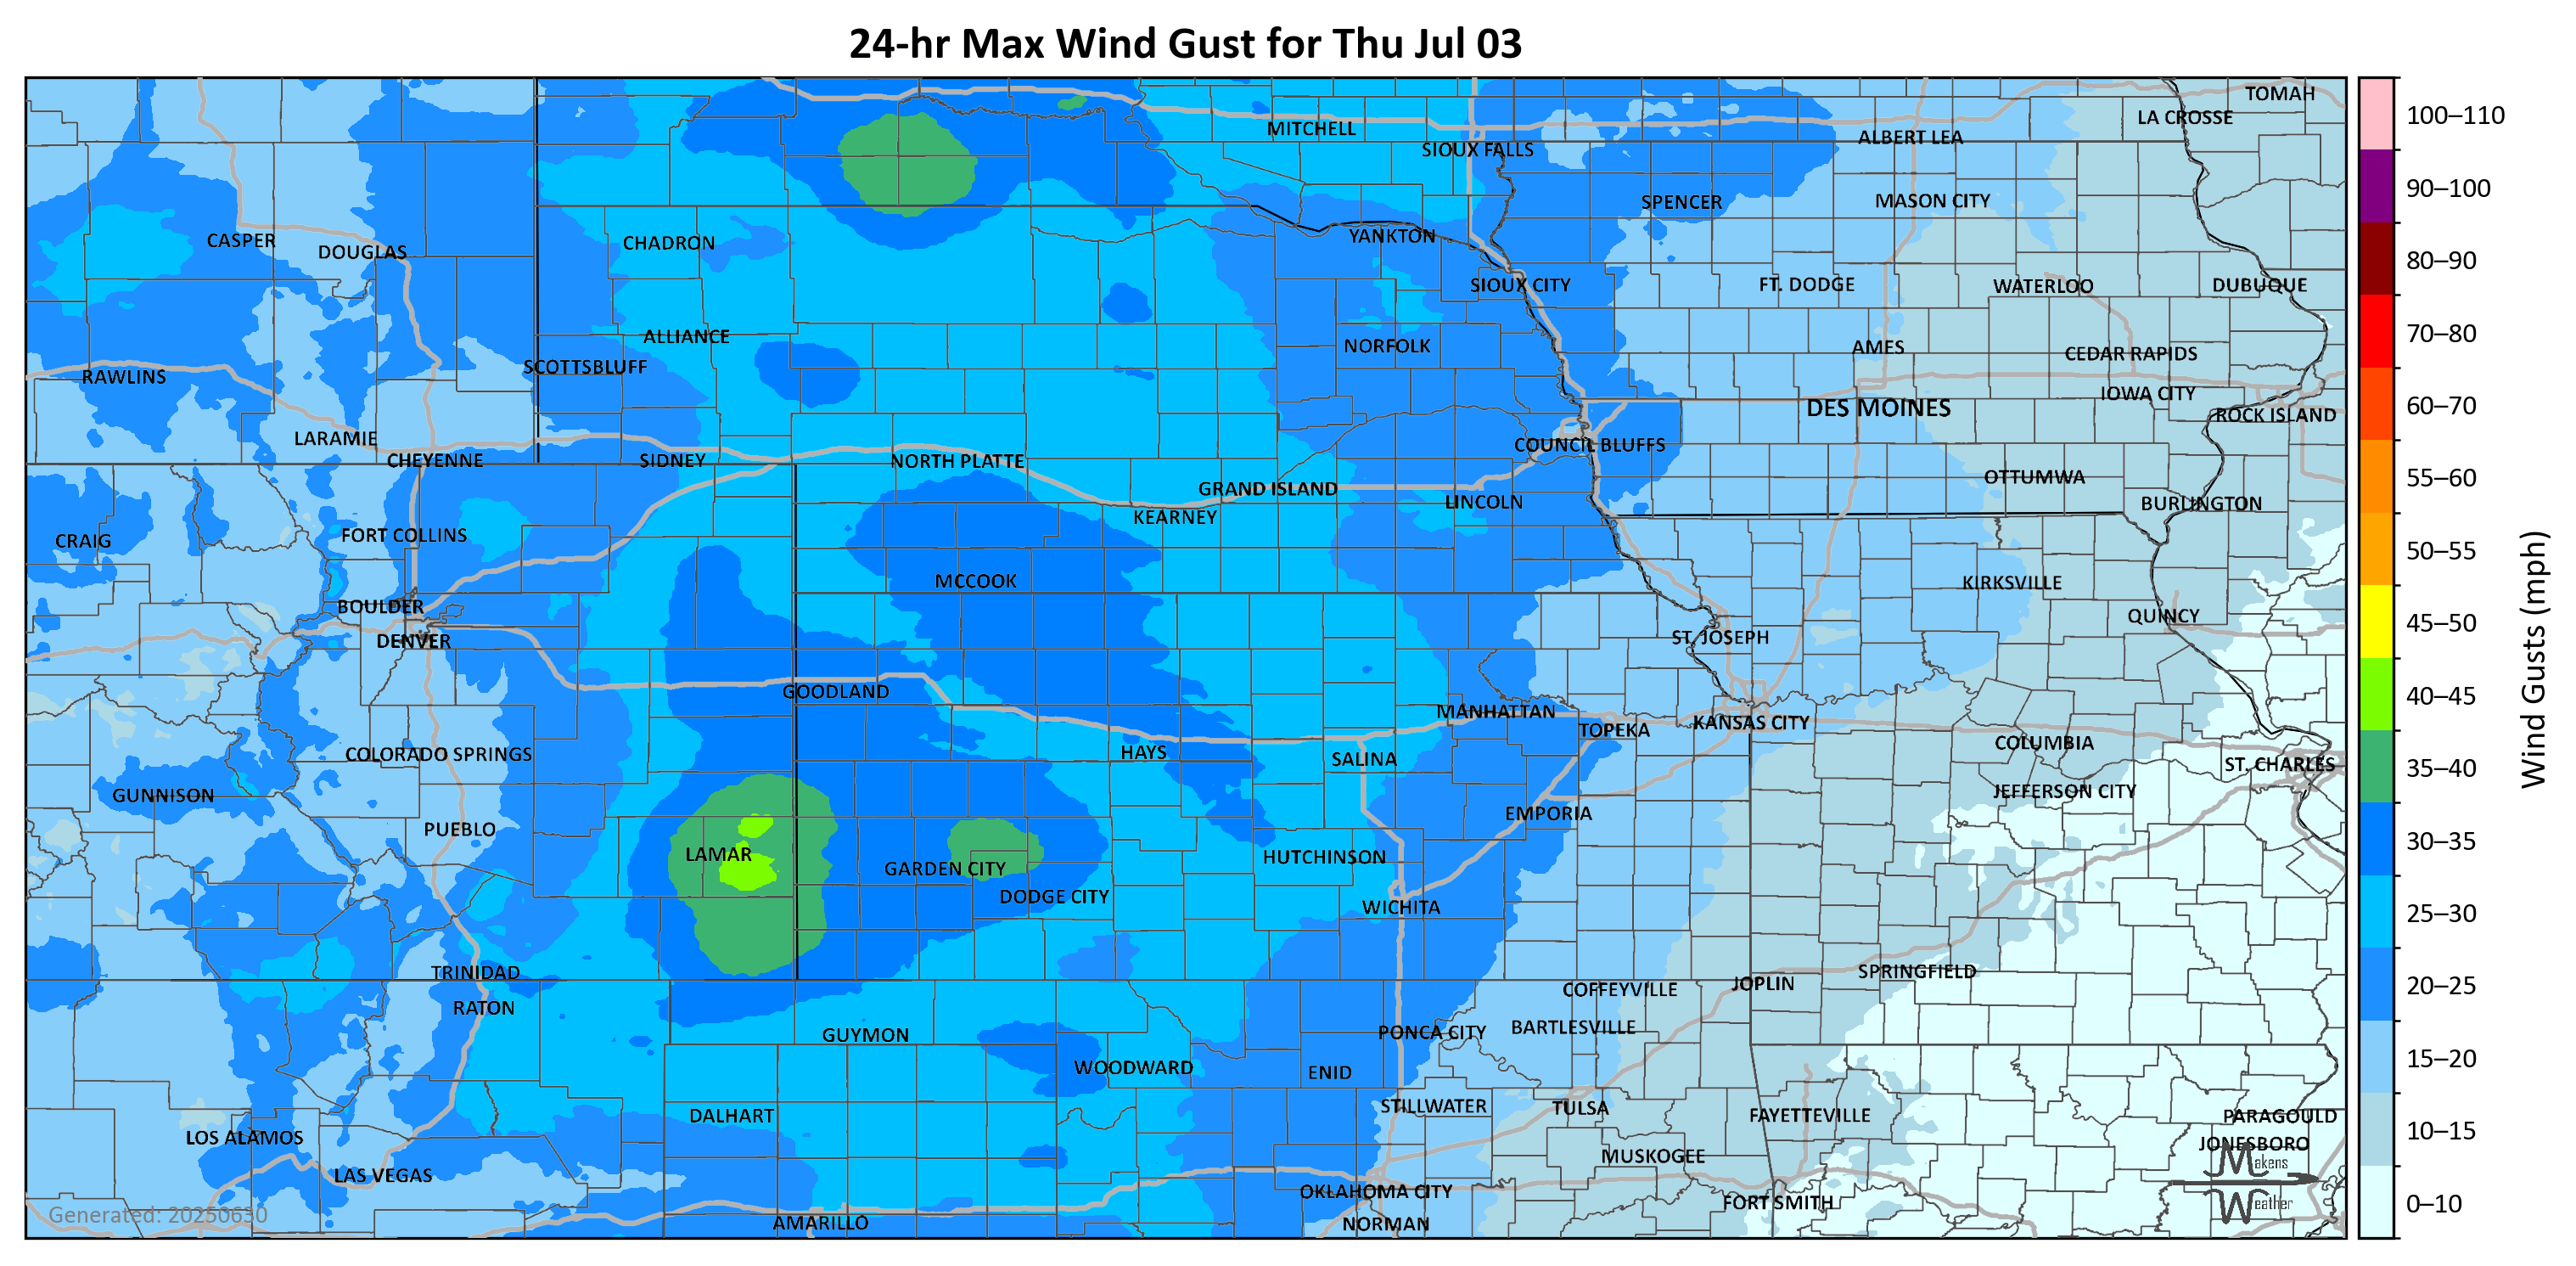 24-hr Max Wind Gust for Thu Jul 03
TOMAH
LA CROSSE
MITCHELL
ALBERT LEA
SIOUX FALLS
SPENCER
MASON CITY
CASPER
DOUGLAS
CHADRON
YANKTON
SIOUX CITY
FT. DODGE
WATERLOO
DUBUQUE
ALLIANCE
NORFOLK
AMES
CEDAR RAPIDS
SCOTTSBLUFF
RAWLINS
IOWA CITY
DES MOINES
ROCK ISLAND
LARAMIE
COUNCIL BLUFFS
CHEYENNE
SIDNEY
NORTH PLATTE
OTTUMWA
GRAND ISLAND
LINCOLN
BURLINGTON
KEARNEY
CRAIG
FORT COLLINS
MCCOOK
KIRKSVILLE
BOULDER
QUINCY
DENVER
ST. JOSEPH
GOODLAND
MANHATTAN
KANSAS CITY
TOPEKA
COLORADO SPRINGS
HAYS
SALINA
COLUMBIA
ST. CHARLES
GUNNISON
JEFFERSON CITY
EMPORIA
PUEBLO
LAMAR
HUTCHINSON
GARDEN CITY
DODGE CITY
WICHITA
TRINIDAD
SPRINGFIELD
JOPLIN
COFFEYVILLE
RATON
GUYMON
PONCA CITY
BARTLESVILLE
WOODWARD
ENID
STILLWATER
TULSA
DALHART
FAYETTEVILLE
PARAGOULD
LOS ALAMOS
JONESBORO
MUSKOGEE
LAS VEGAS
OKLAHOMA CITY
FORT SMITH
AMARILLO
NORMAN
Generated: 20250630
Makens
Weather
100–110
90–100
80–90
70–80
60–70
55–60
50–55
45–50
40–45
35–40
30–35
25–30
20–25
15–20
10–15
0–10
Wind Gusts (mph)